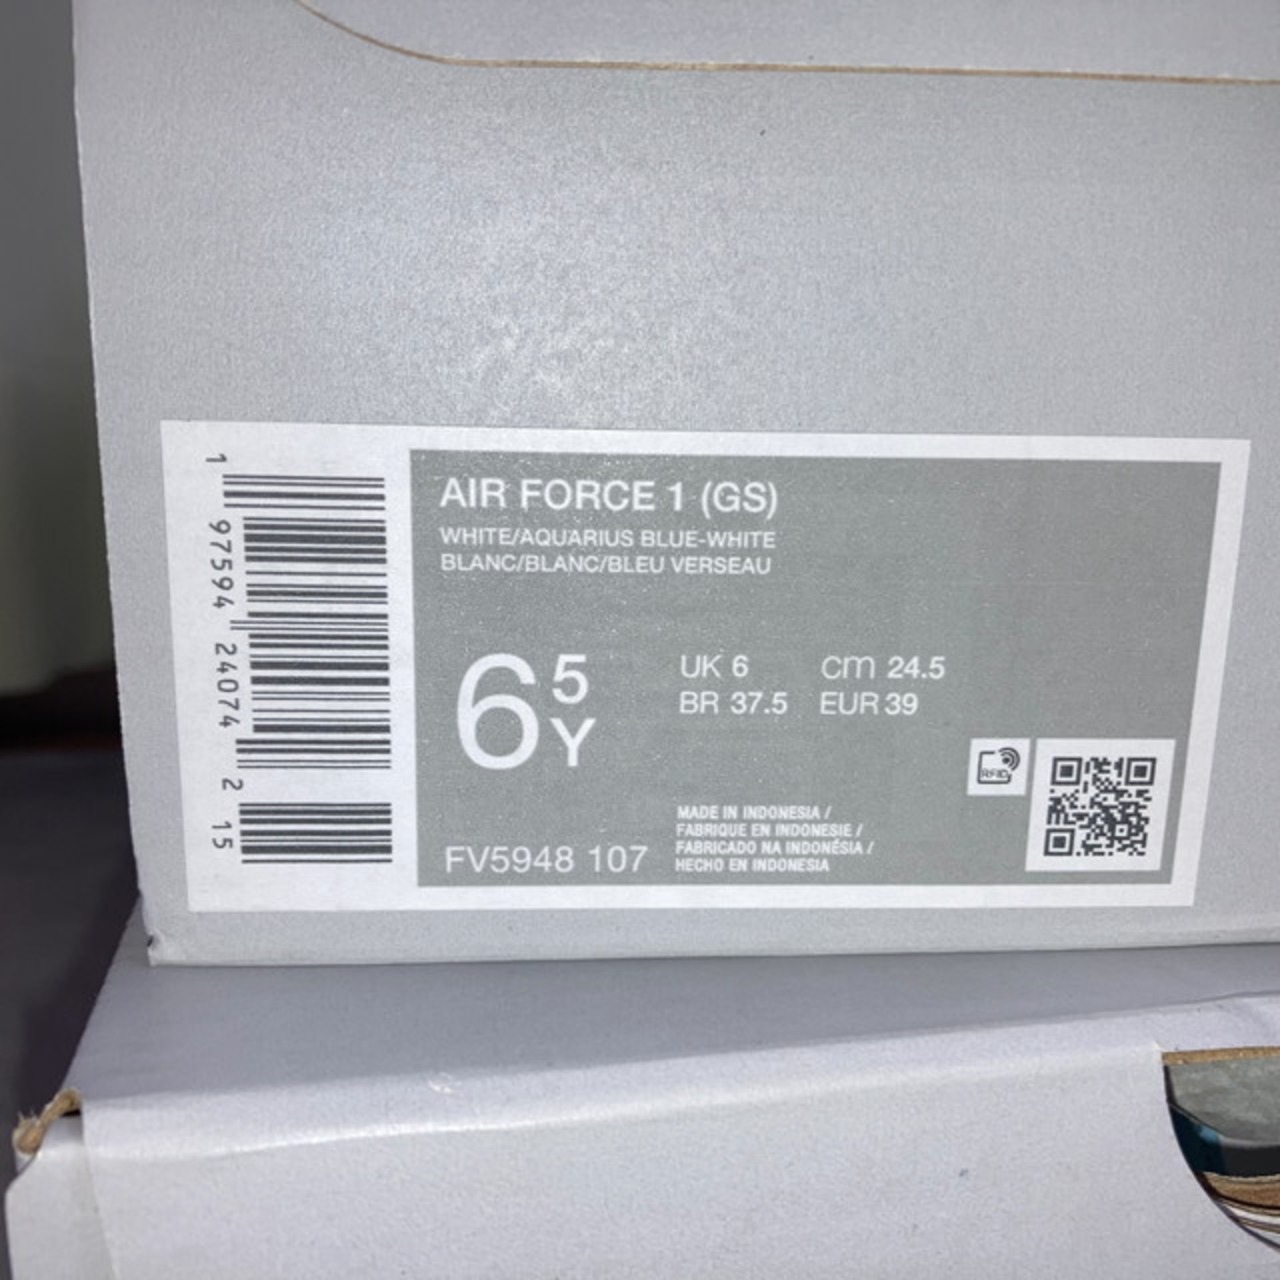 AIR FORCE 1 (GS)
WHITE/AQUARIUS BLUE-WHITE
BLANC/BLANC/BLEU VERSEAU
6 5 Y
UK 6 cm 24.5
BR 37.5 EUR 39
RFID
MADE IN INDONESIA /
FABRIQUE EN INDONESIE /
FABRICADO NA INDONÉSIA /
HECHO EN INDONESIA
FV5948 107
1 97594 24074 2 15